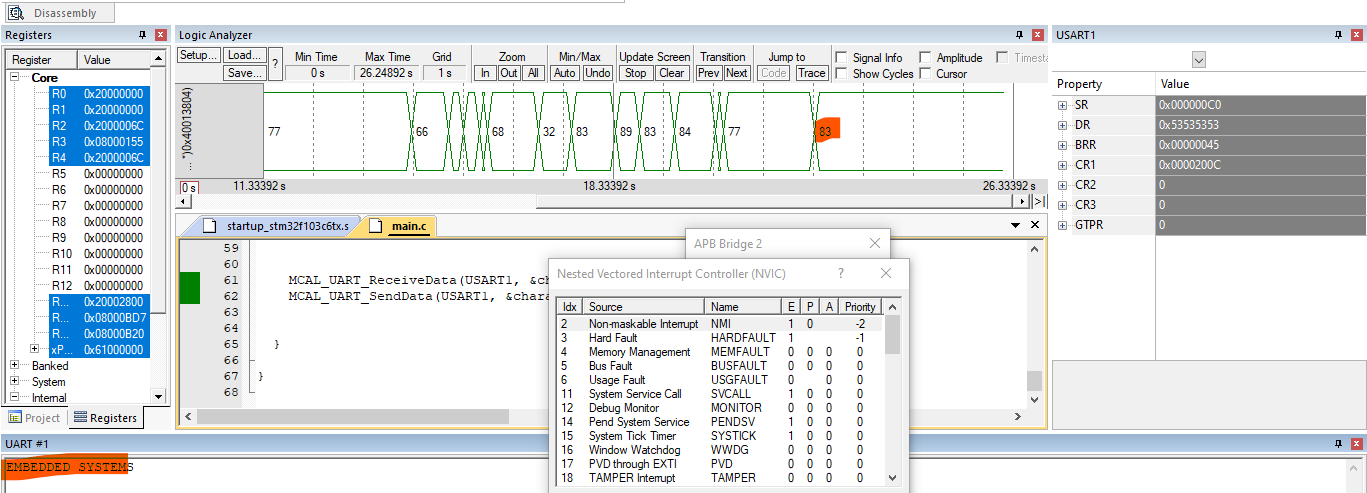 Disassembly
Registers
Register Value
Core
R0 0x20000000
R1 0x20000000
R2 0x2000006C
R3 0x08000155
R4 0x2000006C
R5 0x00000000
R6 0x00000000
R7 0x00000000
R8 0x00000000
R9 0x00000000
R10 0x00000000
R11 0x00000000
R12 0x00000000
R... 0x20002800
R... 0x08000BD7
R... 0x08000B20
xP... 0x61000000
Banked
System
Internal
Project Registers
Logic Analyzer
Setup... Load... Save... ?
Min Time Max Time Grid Zoom Min/Max Update Screen Transition Jump to Signal Info Amplitude Timesta
0 s 26.24892 s 1 s In Out All Auto Undo Stop Clear Prev Next Code Trace Show Cycles Cursor
...*)0x40013804)
77 66 68 32 83 89 83 84 77 83
0 s 11.33392 s 18.33392 s 26.33392 s
startup_stm32f103c6tx.s main.c
59
60
61 MCAL_UART_ReceiveData(USART1, &ch
62 MCAL_UART_SendData(USART1, &chara
63
64
65 }
66
67 }
68
APB Bridge 2
Nested Vectored Interrupt Controller (NVIC) ?
Idx Source Name E P A Priority
2 Non-maskable Interrupt NMI 1 0 -2
3 Hard Fault HARDFAULT 1 -1
4 Memory Management MEMFAULT 0 0 0 0
5 Bus Fault BUSFAULT 0 0 0 0
6 Usage Fault USGFAULT 0 0 0
11 System Service Call SVCALL 1 0 0 0
12 Debug Monitor MONITOR 0 0 0 0
14 Pend System Service PENDSV 1 0 0 0
15 System Tick Timer SYSTICK 1 0 0 0
16 Window Watchdog WWDG 0 0 0 0
17 PVD through EXTI PVD 0 0 0 0
18 TAMPER Interrupt TAMPER 0 0 0 0
USART1
Property Value
SR 0x000000C0
DR 0x53535353
BRR 0x00000045
CR1 0x0000200C
CR2 0
CR3 0
GTPR 0
UART #1
EMBEDDED SYSTEMS